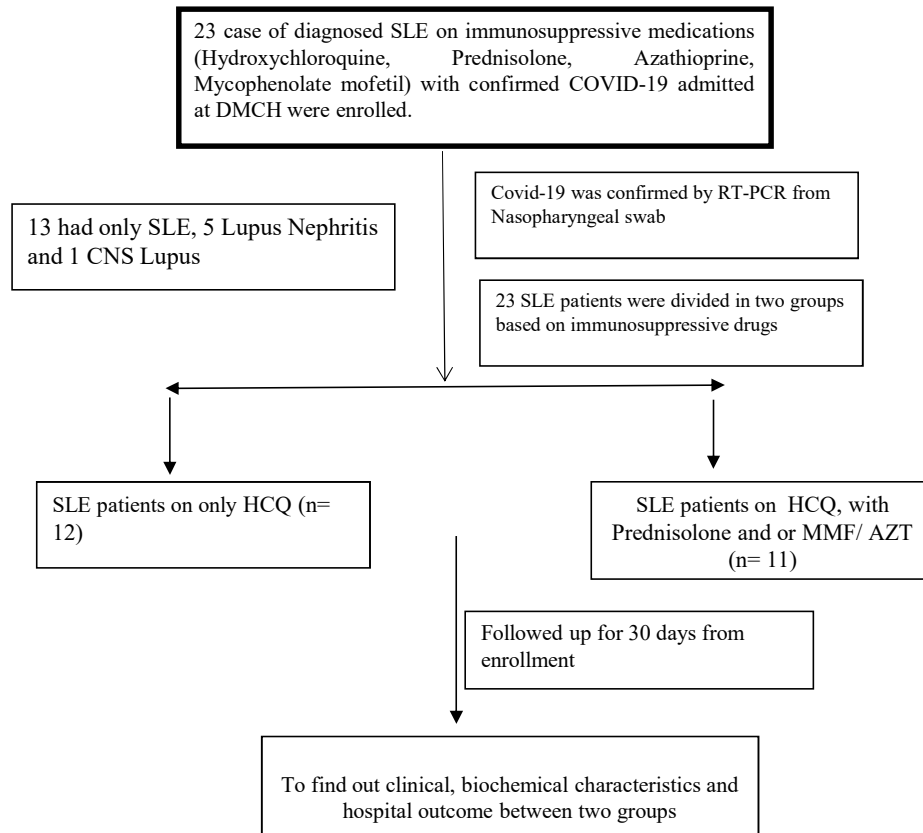 23 case of diagnosed SLE on immunosuppressive medications
(Hydroxychloroquine, Prednisolone, Azathioprine,
Mycophenolate mofetil) with confirmed COVID-19 admitted
at DMCH were enrolled.
Covid-19 was confirmed by RT-PCR from
Nasopharyngeal swab
13 had only SLE, 5 Lupus Nephritis
and 1 CNS Lupus
23 SLE patients were divided in two groups
based on immunosuppressive drugs
SLE patients on only HCQ (n=
12)
SLE patients on HCQ, with
Prednisolone and or MMF/ AZT
(n= 11)
Followed up for 30 days from
enrollment
To find out clinical, biochemical characteristics and
hospital outcome between two groups